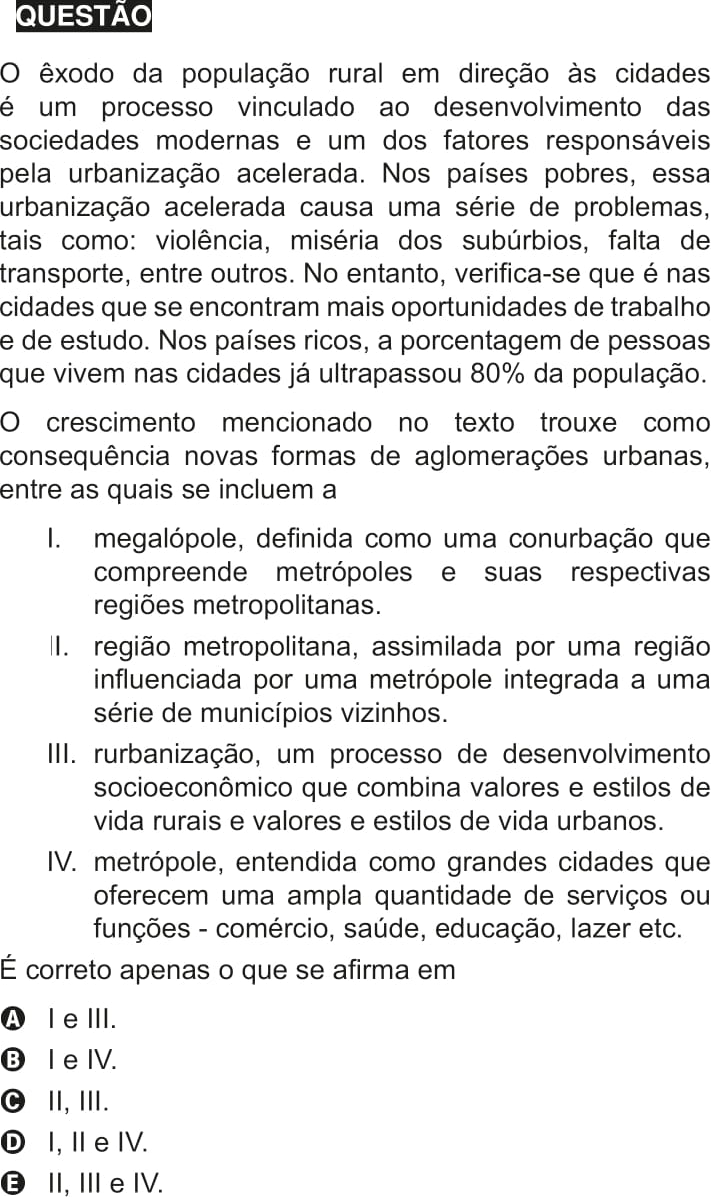 QUESTÃO
O êxodo da população rural em direção às cidades
é um processo vinculado ao desenvolvimento das
sociedades modernas e um dos fatores responsáveis
pela urbanização acelerada. Nos países pobres, essa
urbanização acelerada causa uma série de problemas,
tais como: violência, miséria dos subúrbios, falta de
transporte, entre outros. No entanto, verifica-se que é nas
cidades que se encontram mais oportunidades de trabalho
e de estudo. Nos países ricos, a porcentagem de pessoas
que vivem nas cidades já ultrapassou 80% da população.
O crescimento mencionado no texto trouxe como
consequência novas formas de aglomerações urbanas,
entre as quais se incluem a
I. megalópole, definida como uma conurbação que
compreende metrópoles e suas respectivas
regiões metropolitanas.
II. região metropolitana, assimilada por uma região
influenciada por uma metrópole integrada a uma
série de municípios vizinhos.
III. rurbanização, um processo de desenvolvimento
socioeconômico que combina valores e estilos de
vida rurais e valores e estilos de vida urbanos.
IV. metrópole, entendida como grandes cidades que
oferecem uma ampla quantidade de serviços ou
funções - comércio, saúde, educação, lazer etc.
É correto apenas o que se afirma em
A I e III.
B I e IV.
C II, III.
D I, II e IV.
E II, III e IV.